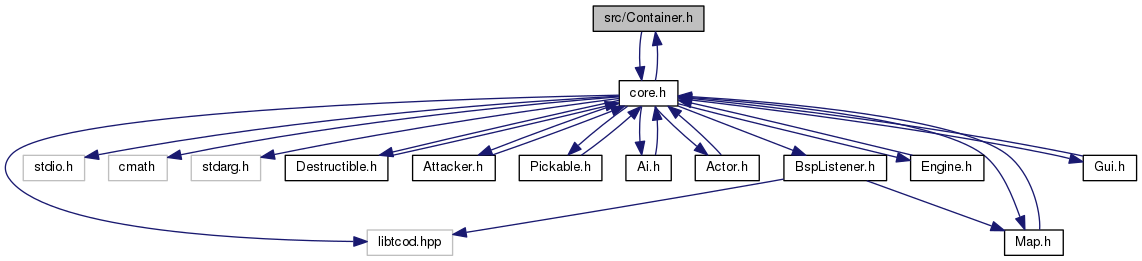 src/Container.h
core.h
stdio.h
cmath
stdarg.h
Destructible.h
Attacker.h
Pickable.h
Ai.h
Actor.h
BspListener.h
Engine.h
Gui.h
libtcod.hpp
Map.h